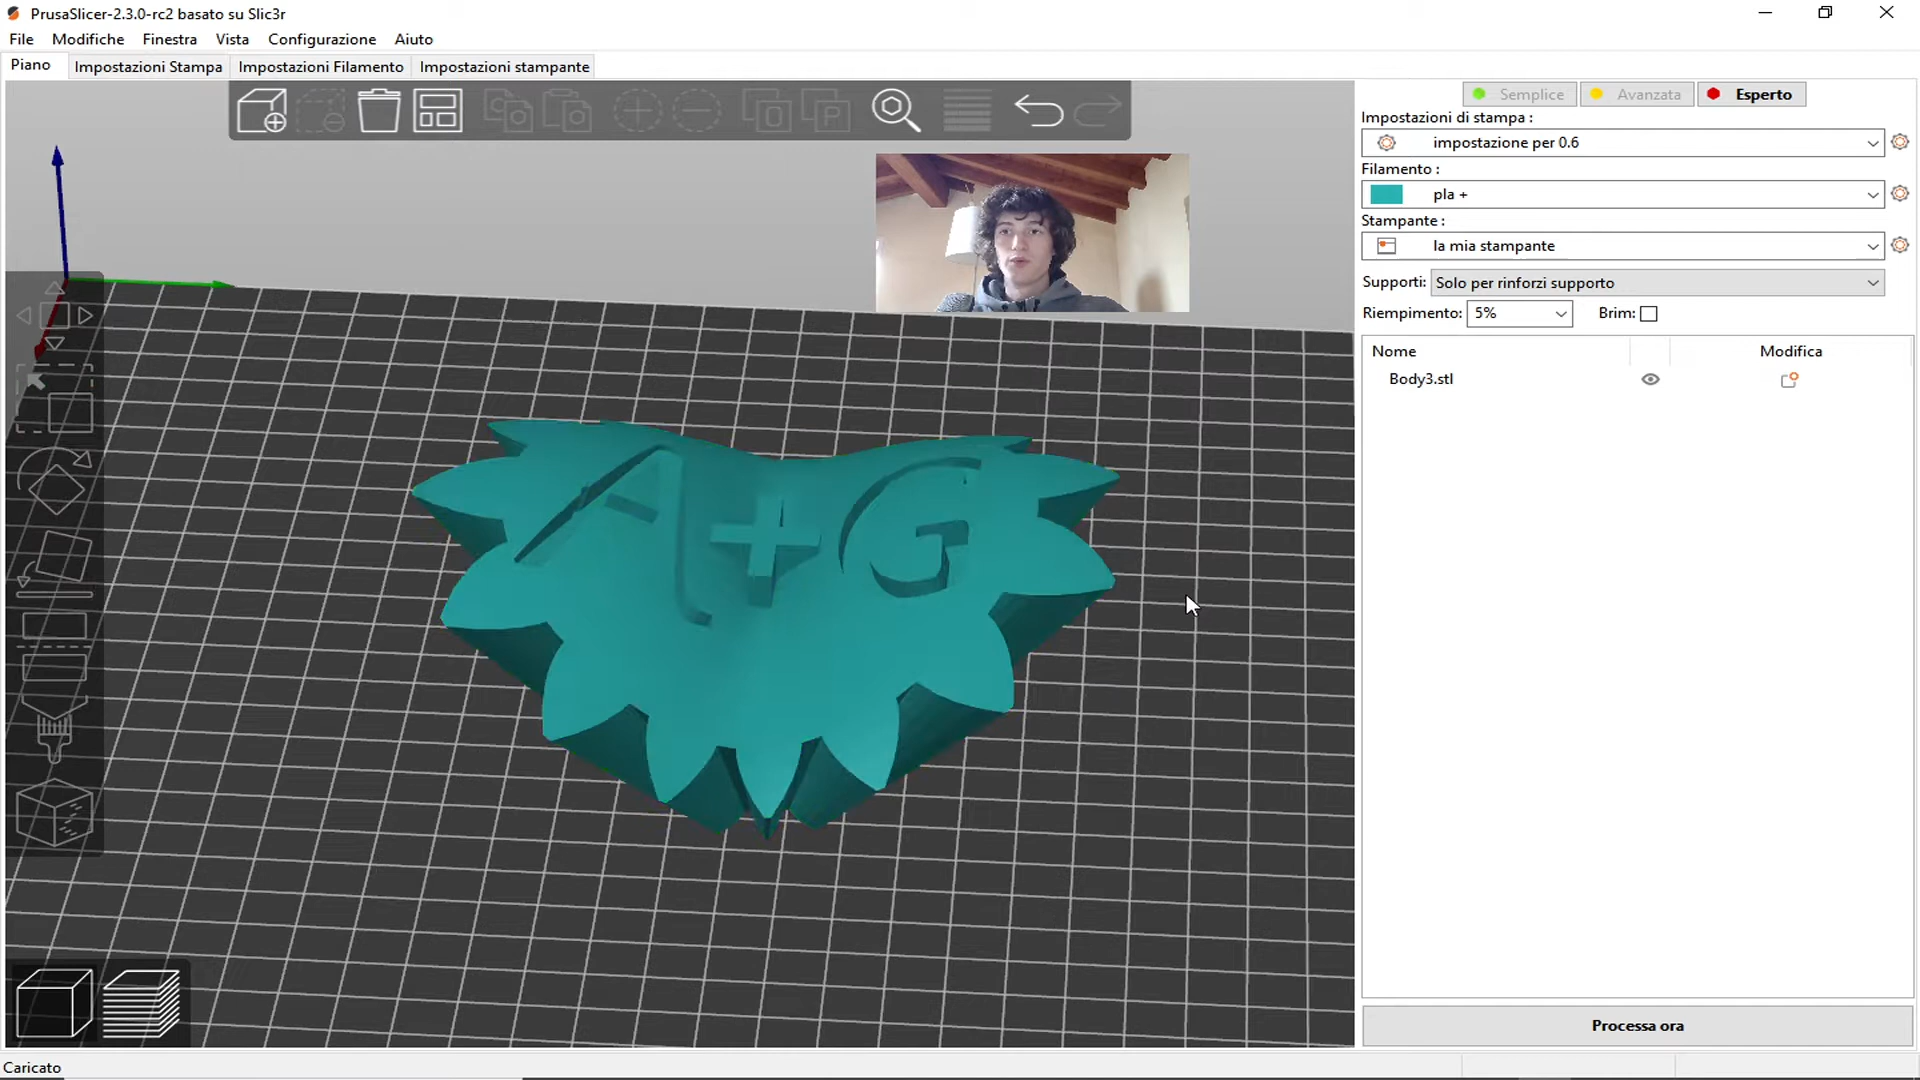 PrusaSlicer-2.3.0-rc2 basato su Slic3r
File Modifiche Finestra Vista Configurazione Aiuto
Piano Impostazioni Stampa Impostazioni Filamento Impostazioni stampante
Semplice Avanzata Esperto
Impostazioni di stampa :
impostazione per 0.6
Filamento :
pla +
Stampante :
la mia stampante
Supporti: Solo per rinforzi supporto
Riempimento: 5% Brim:
Nome Modifica
Body3.stl
A+G
Processa ora
Caricato